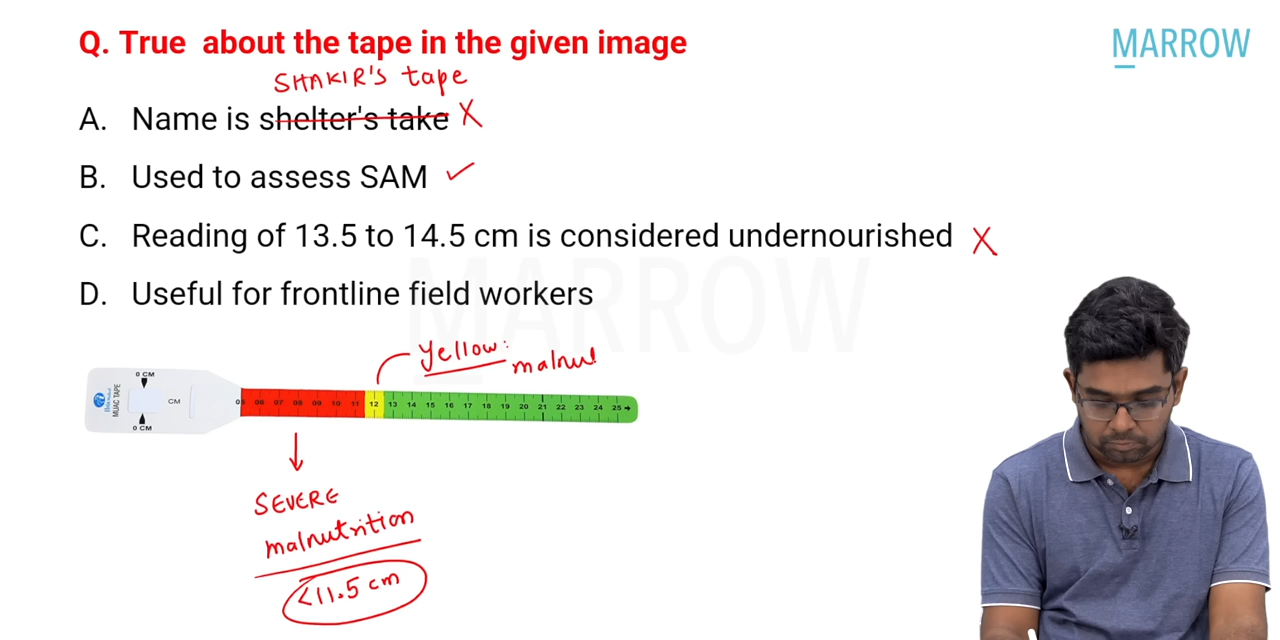 Q. True about the tape in the given image
MARROW
SHAKIR'S tape
A. Name is shelter's take X
B. Used to assess SAM ✓
C. Reading of 13.5 to 14.5 cm is considered undernourished X
D. Useful for frontline field workers
MARROW
Yellow:
malnut
0 CM
MUAC TAPE
CM
05 06 07 08 09 10 11 12 13 14 15 16 17 18 19 20 21 22 23 24 25
0 CM
SEVERE
malnutrition
<11.5 cm